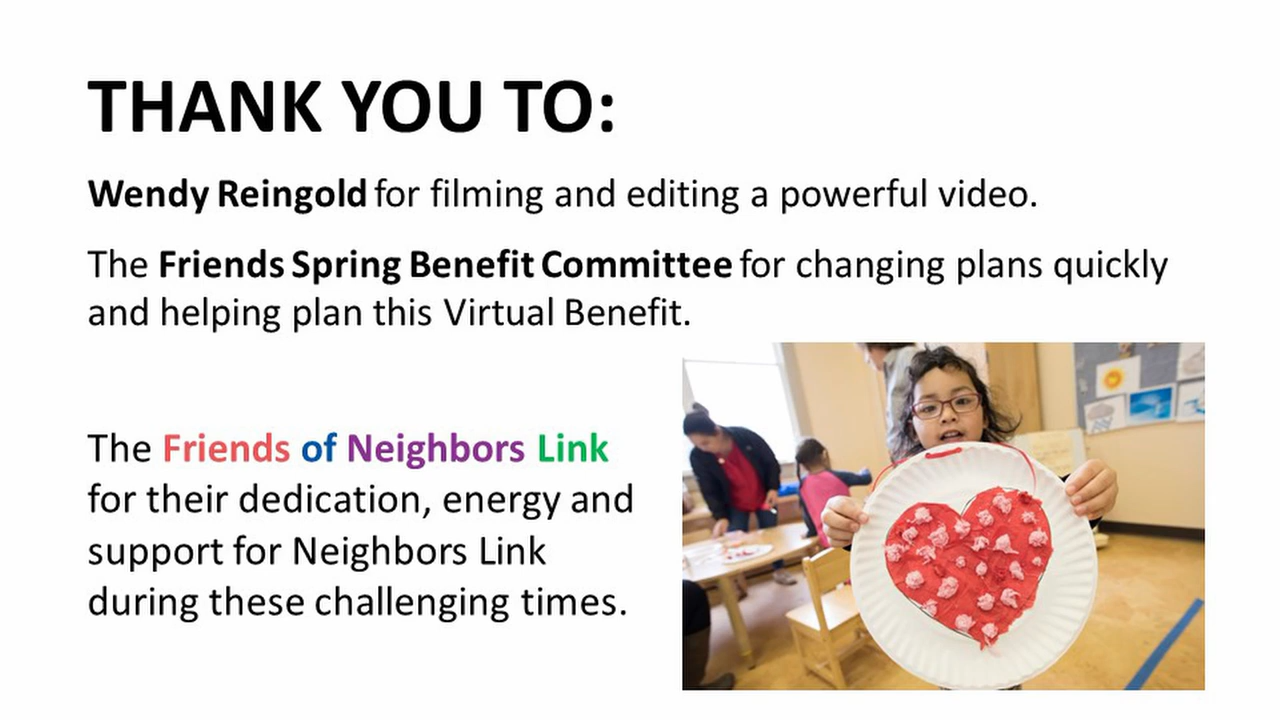 THANK YOU TO:
Wendy Reingold for filming and editing a powerful video.
The Friends Spring Benefit Committee for changing plans quickly
and helping plan this Virtual Benefit.
The Friends of Neighbors Link
for their dedication, energy and
support for Neighbors Link
during these challenging times.